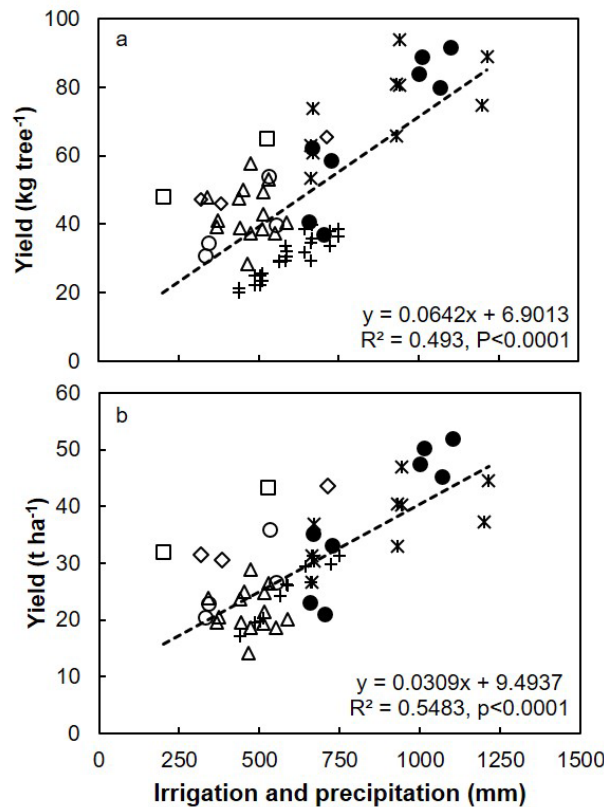 100
a
80
60
40
20
0
Yield (kg tree⁻¹)
y = 0.0642x + 6.9013
R² = 0.493, P<0.0001
60
b
50
40
30
20
10
0
Yield (t ha⁻¹)
y = 0.0309x + 9.4937
R² = 0.5483, p<0.0001
0 250 500 750 1000 1250 1500
Irrigation and precipitation (mm)